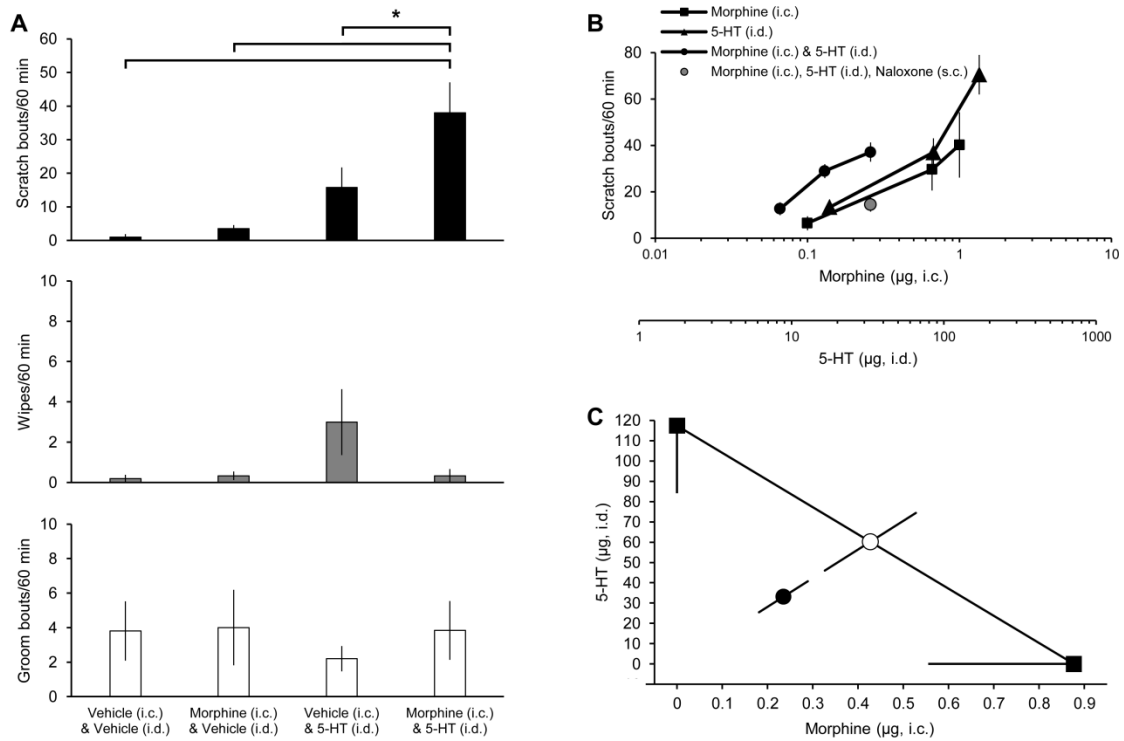 A
*
60
50
40
30
20
10
0
Scratch bouts/60 min
10
8
6
4
2
0
Wipes/60 min
10
8
6
4
2
0
Groom bouts/60 min
Vehicle (i.c.)
& Vehicle (i.d.)
Morphine (i.c.)
& Vehicle (i.d.)
Vehicle (i.c.)
& 5-HT (i.d.)
Morphine (i.c.)
& 5-HT (i.d.)
B
Morphine (i.c.)
5-HT (i.d.)
Morphine (i.c.) & 5-HT (i.d.)
Morphine (i.c.), 5-HT (i.d.), Naloxone (s.c.)
80
60
40
20
0
Scratch bouts/60 min
0.01 0.1 1 10
Morphine (µg, i.c.)
1 10 100 1000
5-HT (µg, i.d.)
C
120
110
100
90
80
70
60
50
40
30
20
10
0
5-HT (µg, i.d.)
0 0.1 0.2 0.3 0.4 0.5 0.6 0.7 0.8 0.9
Morphine (µg, i.c.)